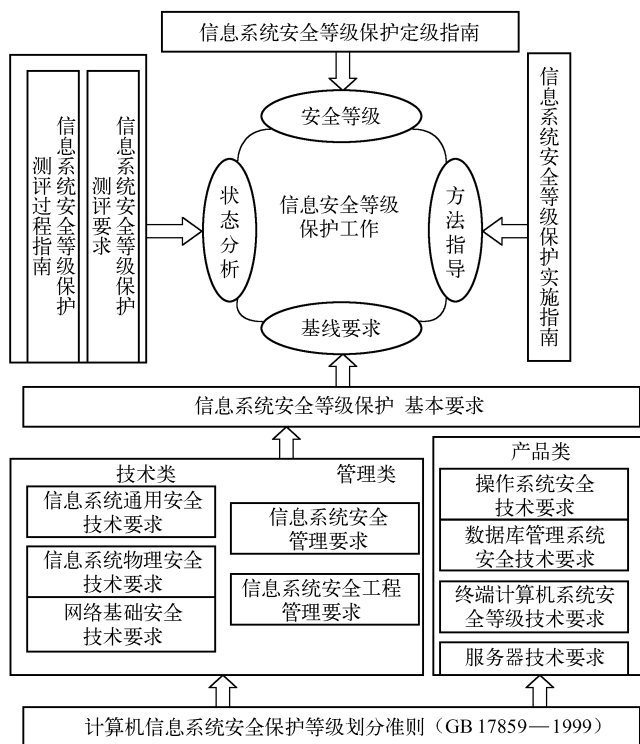 信息系统安全等级保护定级指南
信息系统安全等级保护
测评过程指南
信息系统安全等级保护
测评要求
安全等级
状态分析
信息安全等级
保护工作
方法指导
基线要求
信息系统安全等级保护实施指南
信息系统安全等级保护 基本要求
技术类
管理类
信息系统通用安全
技术要求
信息系统物理安全
技术要求
网络基础安全
技术要求
信息系统安全
管理要求
信息系统安全工程
管理要求
产品类
操作系统安全
技术要求
数据库管理系统
安全技术要求
终端计算机系统安
全等级技术要求
服务器技术要求
计算机信息系统安全保护等级划分准则（GB 17859—1999）